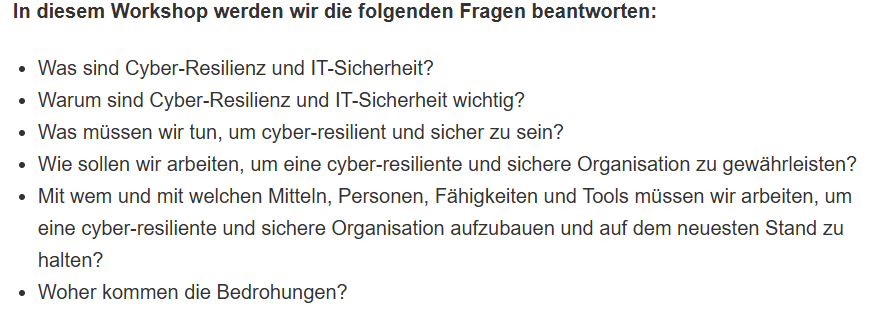 In diesem Workshop werden wir die folgenden Fragen beantworten:
• Was sind Cyber-Resilienz und IT-Sicherheit?
• Warum sind Cyber-Resilienz und IT-Sicherheit wichtig?
• Was müssen wir tun, um cyber-resilient und sicher zu sein?
• Wie sollen wir arbeiten, um eine cyber-resiliente und sichere Organisation zu gewährleisten?
• Mit wem und mit welchen Mitteln, Personen, Fähigkeiten und Tools müssen wir arbeiten, um
eine cyber-resiliente und sichere Organisation aufzubauen und auf dem neuesten Stand zu
halten?
• Woher kommen die Bedrohungen?